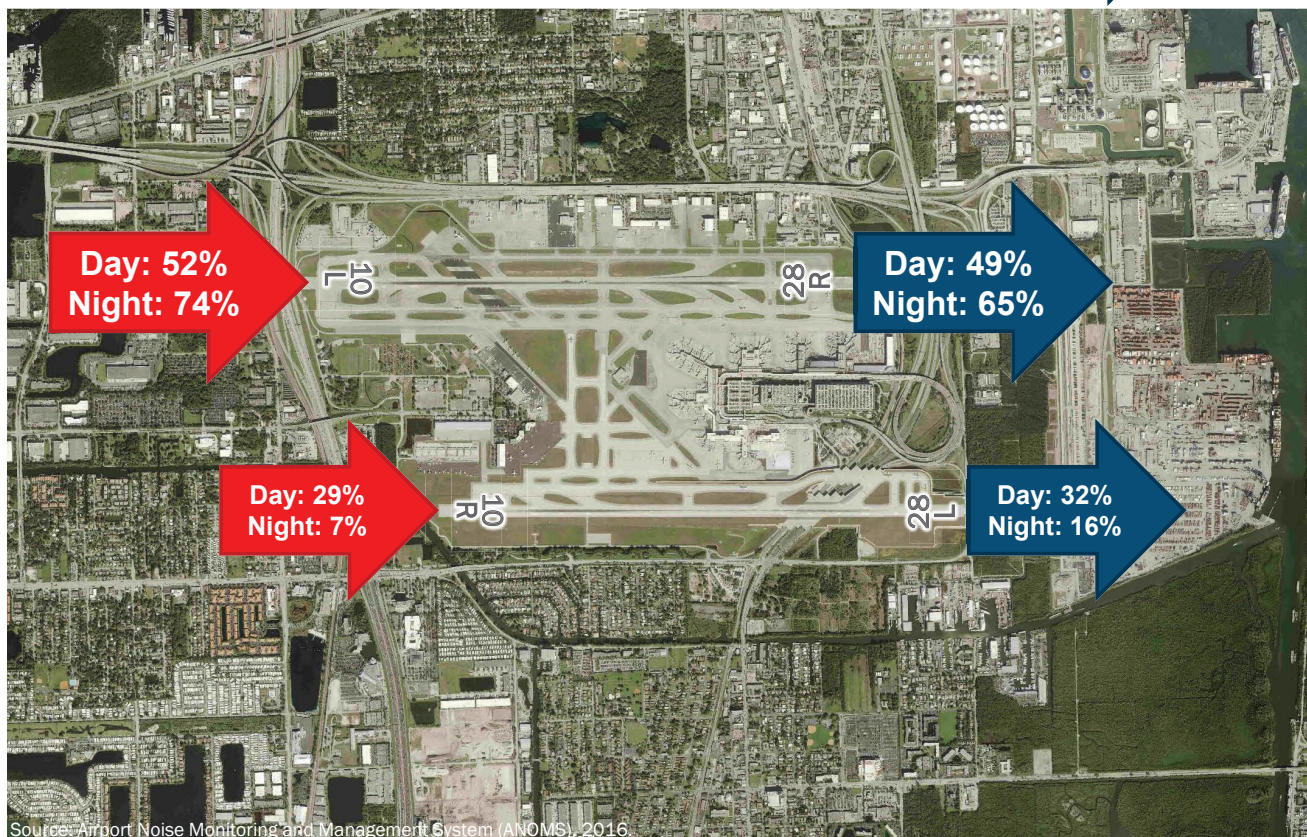 Day: 52%
Night: 74%
10
L
28
R
Day: 49%
Night: 65%
Day: 29%
Night: 7%
10
R
28
L
Day: 32%
Night: 16%
Source: Airport Noise Monitoring and Management System (ANOMS), 2016.